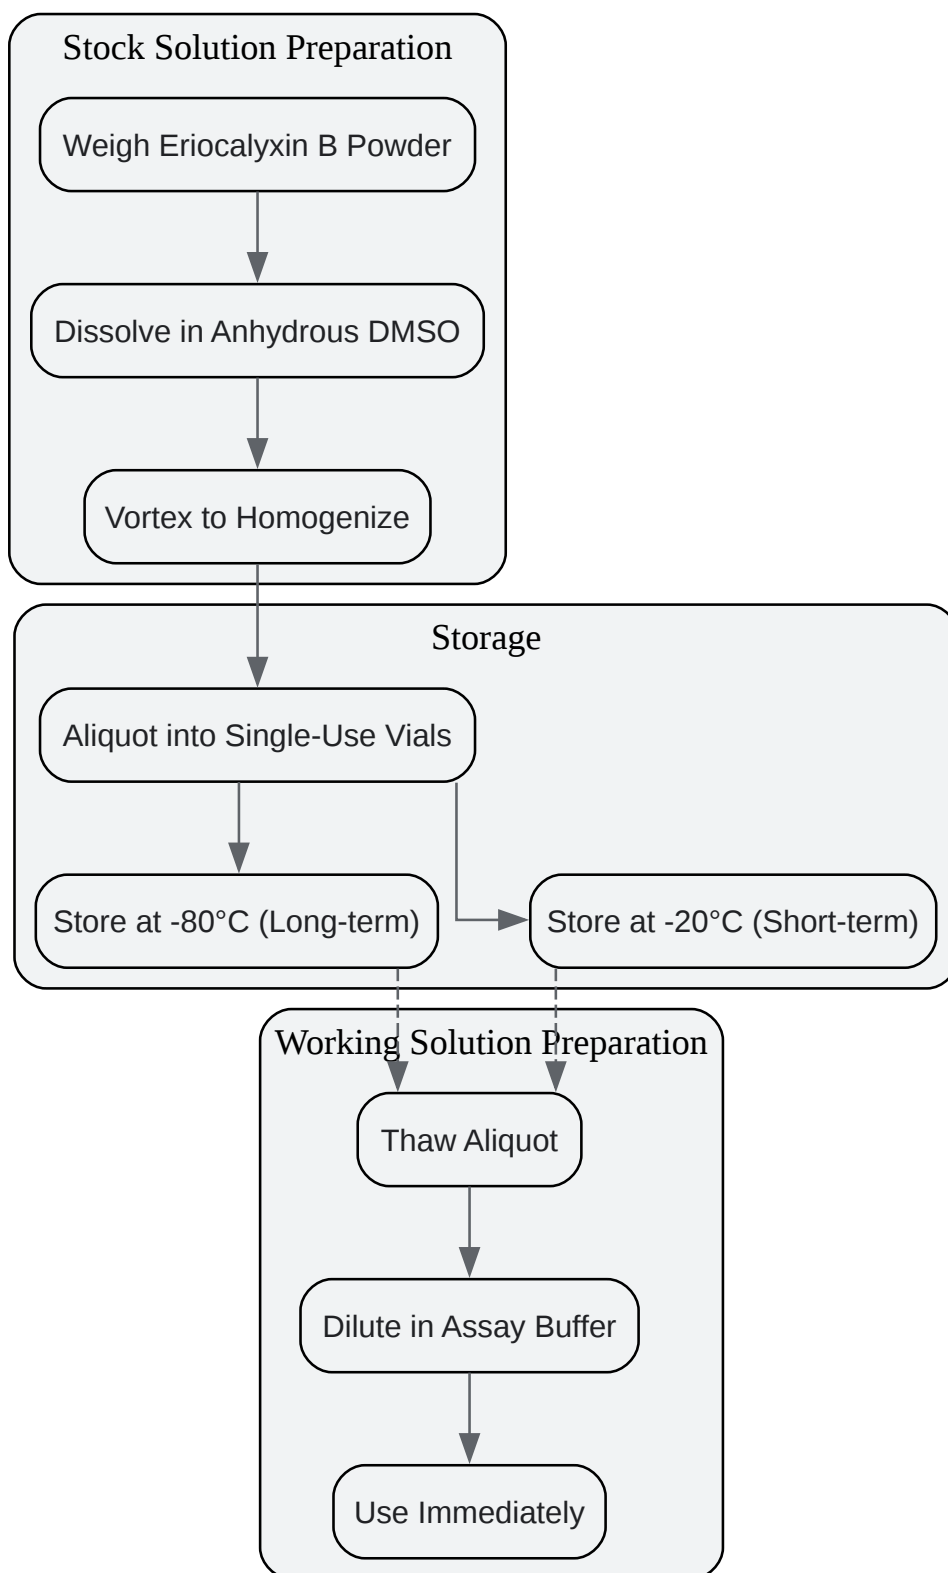 Stock Solution Preparation
Weigh Eriocalyxin B Powder
Dissolve in Anhydrous DMSO
Vortex to Homogenize
Storage
Aliquot into Single-Use Vials
Store at -80°C (Long-term)
Store at -20°C (Short-term)
Working Solution Preparation
Thaw Aliquot
Dilute in Assay Buffer
Use Immediately